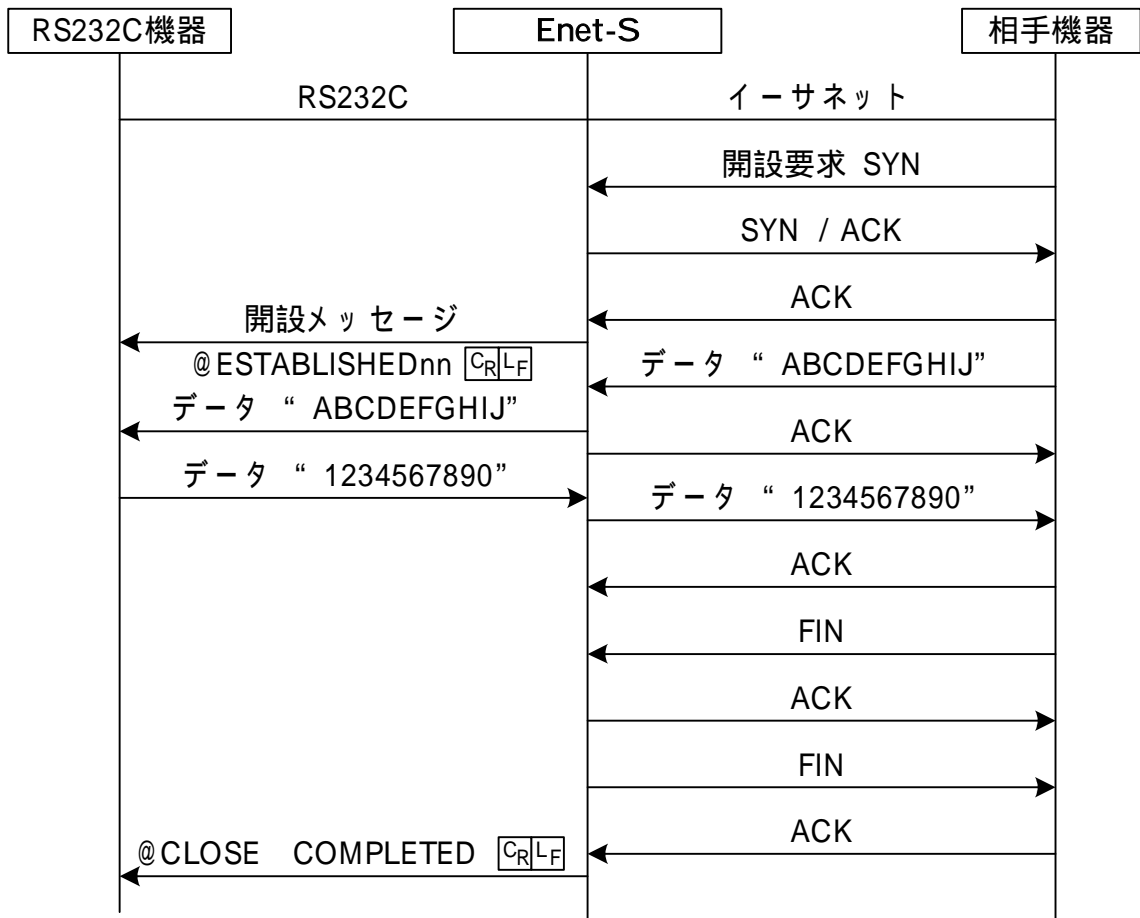 RS232C機器
Enet-S
相手機器
RS232C
イーサネット
開設要求 SYN
SYN / ACK
ACK
開設メッセージ
@ESTABLISHEDnn CRLF
データ “ ABCDEFGHIJ”
データ “ ABCDEFGHIJ”
ACK
データ “ 1234567890”
データ “ 1234567890”
ACK
FIN
ACK
FIN
ACK
@CLOSE COMPLETED CRLF